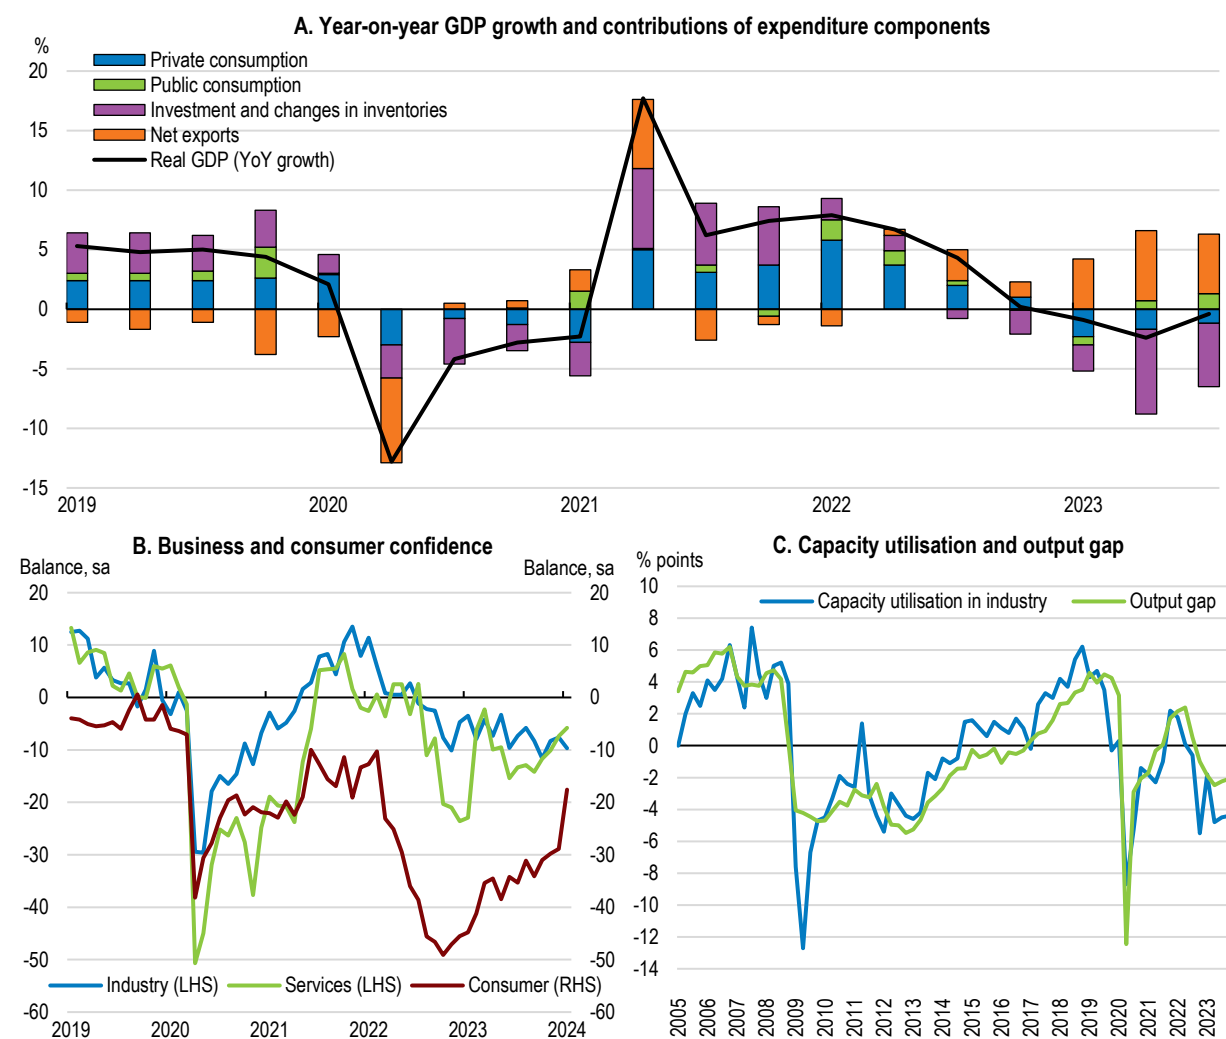 A. Year-on-year GDP growth and contributions of expenditure components
%
Private consumption
Public consumption
Investment and changes in inventories
Net exports
Real GDP (YoY growth)
20
15
10
5
0
-5
-10
-15
2019 2020 2021 2022 2023
B. Business and consumer confidence
Balance, sa Balance, sa
20 20
10 10
0 0
-10 -10
-20 -20
-30 -30
-40 -40
-50 -50
-60 -60
Industry (LHS) Services (LHS) Consumer (RHS)
2019 2020 2021 2022 2023 2024
C. Capacity utilisation and output gap
% points
Capacity utilisation in industry Output gap
10
8
6
4
2
0
-2
-4
-6
-8
-10
-12
-14
2005 2006 2007 2008 2009 2010 2011 2012 2013 2014 2015 2016 2017 2018 2019 2020 2021 2022 2023